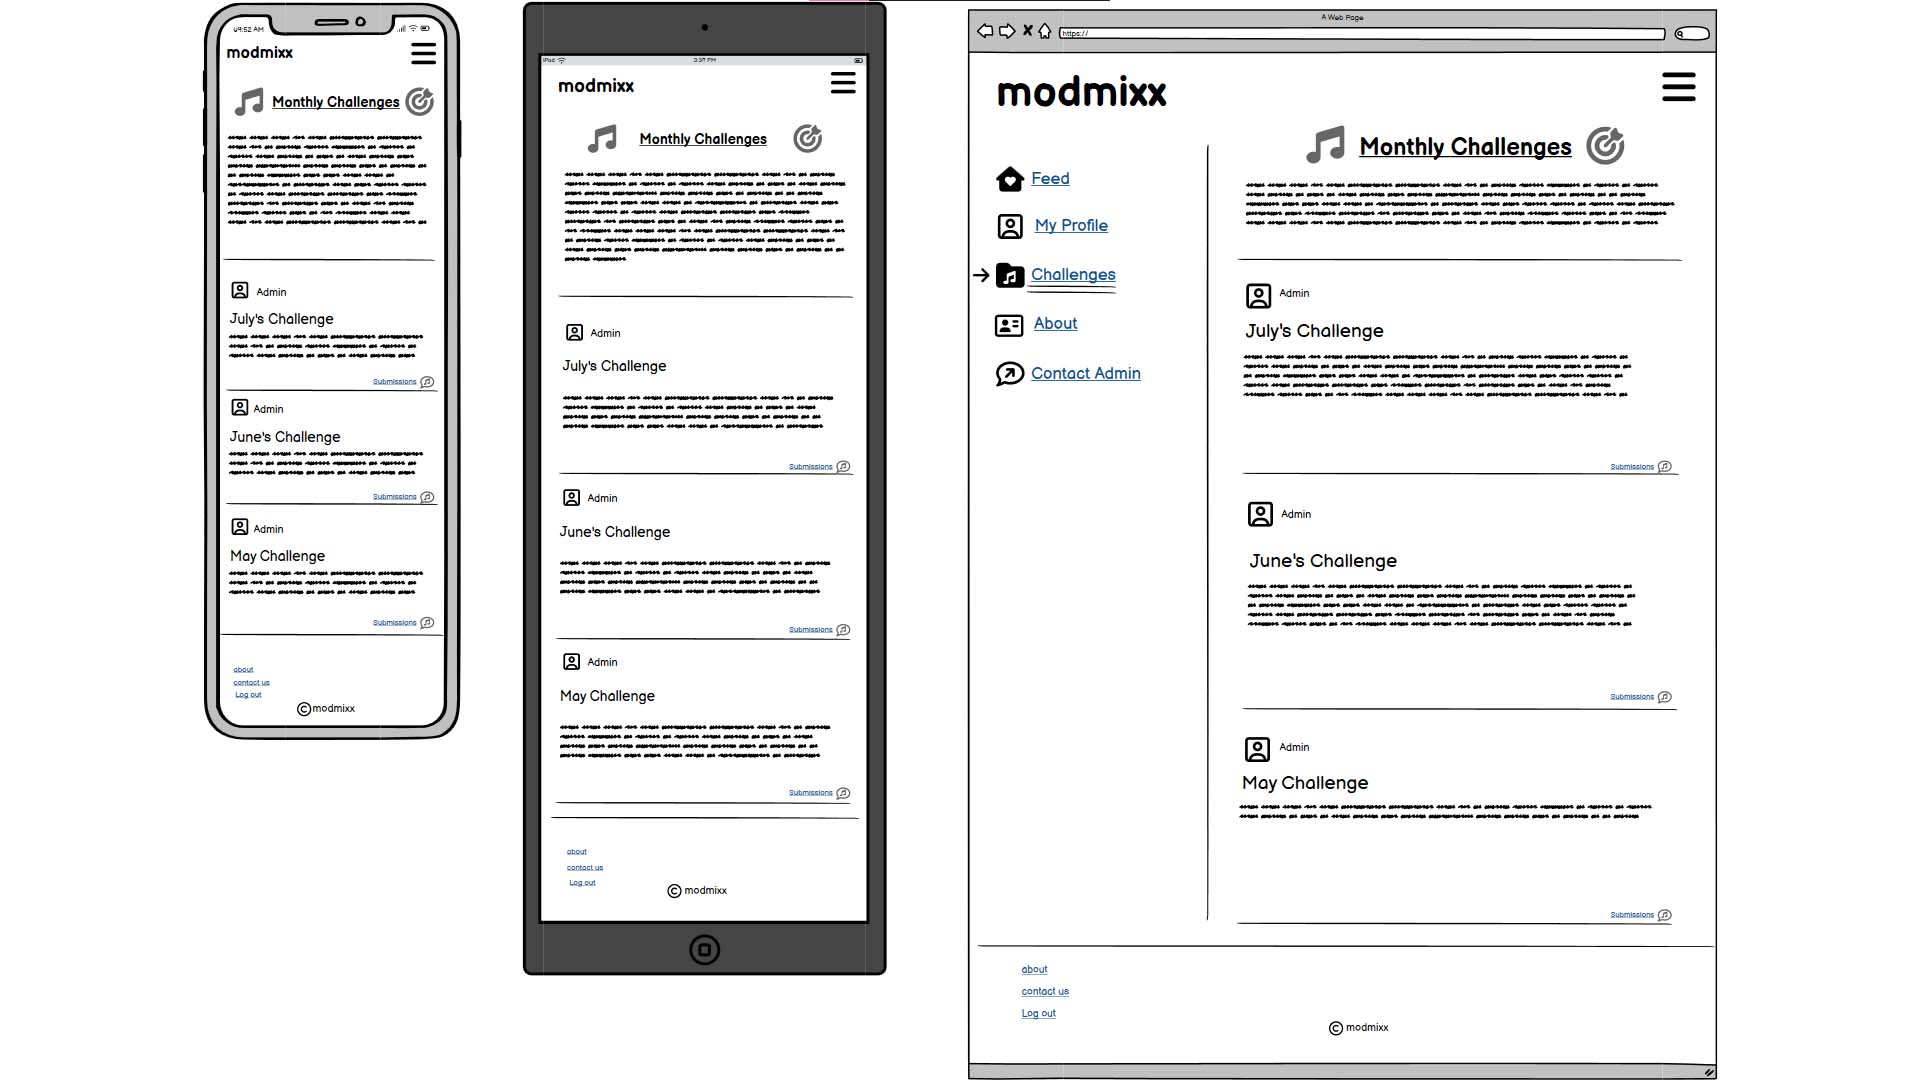 09:52 AM
modmixx
Monthly Challenges
Admin
July's Challenge
Submissions
Admin
June's Challenge
Submissions
Admin
May Challenge
Submissions
about
contact us
Log out
© modmixx
iPad
3:39 PM
modmixx
Monthly Challenges
Admin
July's Challenge
Submissions
Admin
June's Challenge
Submissions
Admin
May Challenge
Submissions
about
contact us
Log out
© modmixx
A Web Page
https://
modmixx
Feed
My Profile
Challenges
About
Contact Admin
Monthly Challenges
Admin
July's Challenge
Submissions
Admin
June's Challenge
Submissions
Admin
May Challenge
Submissions
about
contact us
Log out
© modmixx